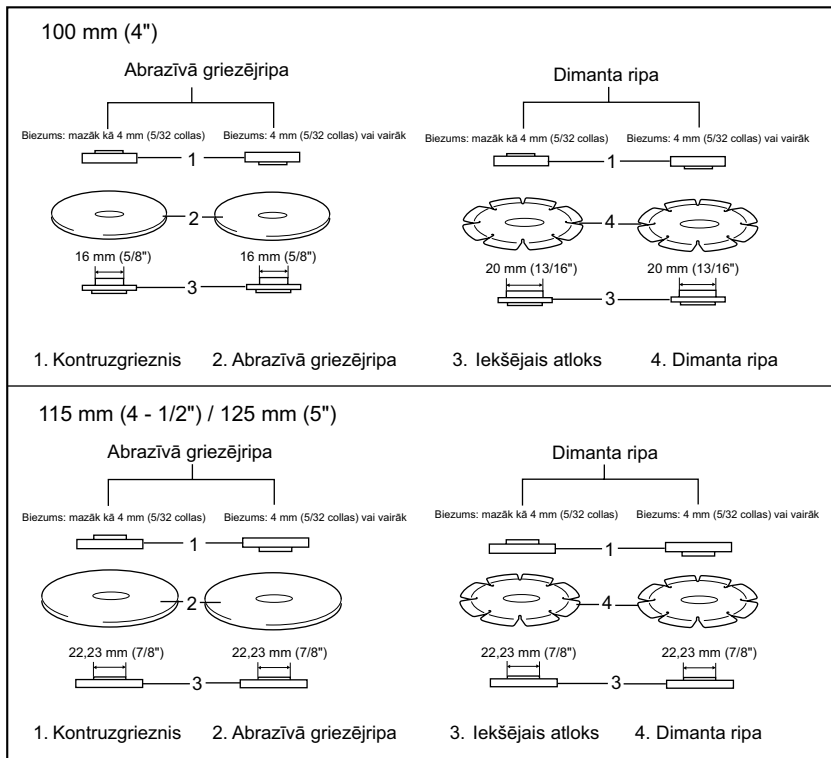 100 mm (4")
Abrazīvā griezējripa
Dimanta ripa
Biezums: mazāk kā 4 mm (5/32 collas) Biezums: 4 mm (5/32 collas) vai vairāk
Biezums: mazāk kā 4 mm (5/32 collas) Biezums: 4 mm (5/32 collas) vai vairāk
1
1
2
4
16 mm (5/8") 16 mm (5/8")
20 mm (13/16") 20 mm (13/16")
3
3
1. Kontruzgrieznis 2. Abrazīvā griezējripa 3. Iekšējais atloks 4. Dimanta ripa
115 mm (4 - 1/2") / 125 mm (5")
Abrazīvā griezējripa
Dimanta ripa
Biezums: mazāk kā 4 mm (5/32 collas) Biezums: 4 mm (5/32 collas) vai vairāk
Biezums: mazāk kā 4 mm (5/32 collas) Biezums: 4 mm (5/32 collas) vai vairāk
1
1
2
4
22,23 mm (7/8") 22,23 mm (7/8")
22,23 mm (7/8") 22,23 mm (7/8")
3
3
1. Kontruzgrieznis 2. Abrazīvā griezējripa 3. Iekšējais atloks 4. Dimanta ripa